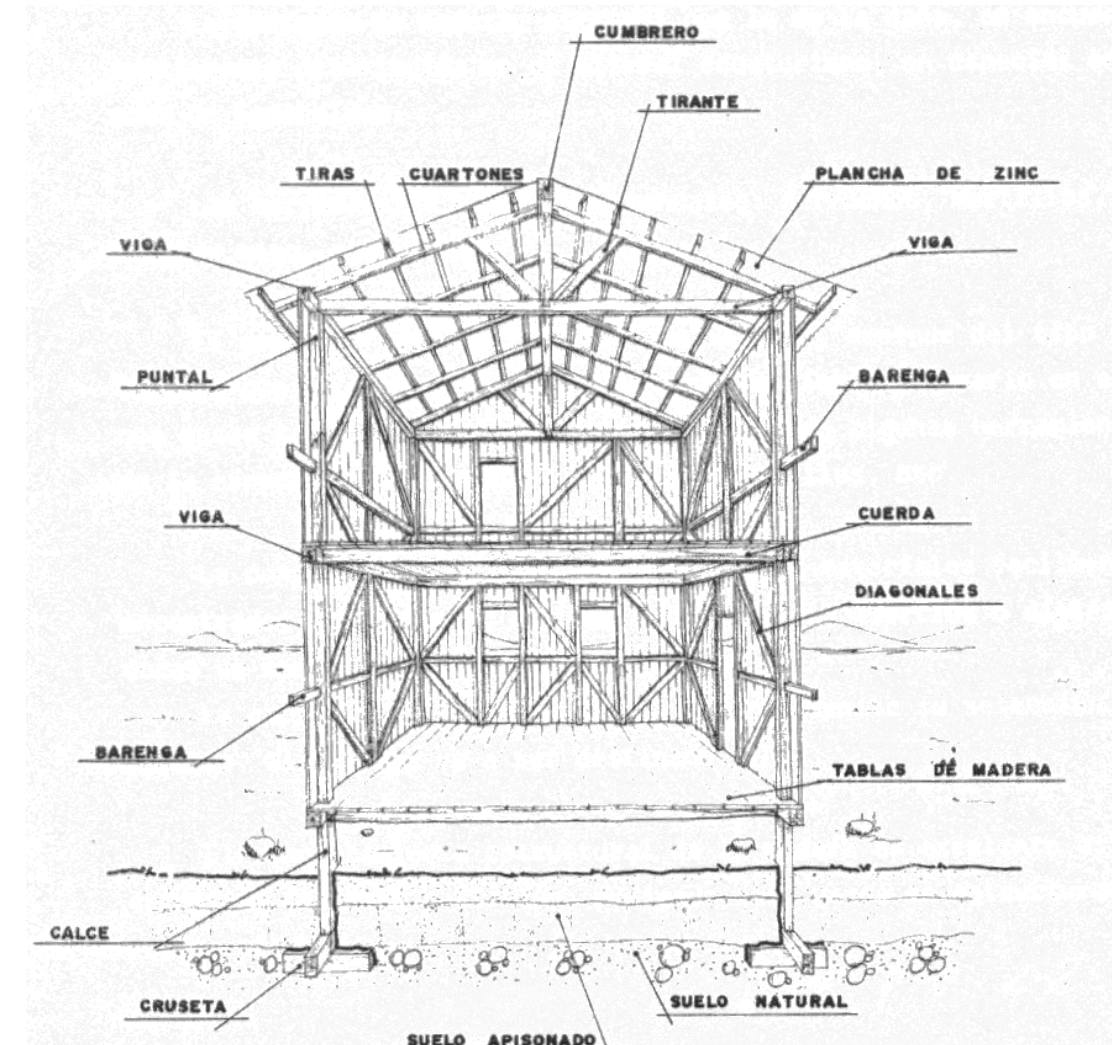 CUMBRERO
TIRANTE
TIRAS
CUARTONES
PLANCHA DE ZINC
VIGA
VIGA
PUNTAL
BARENGA
VIGA
CUERDA
DIAGONALES
BARENGA
TABLAS DE MADERA
CALCE
CRUSETA
SUELO NATURAL
SUELO APISONADO